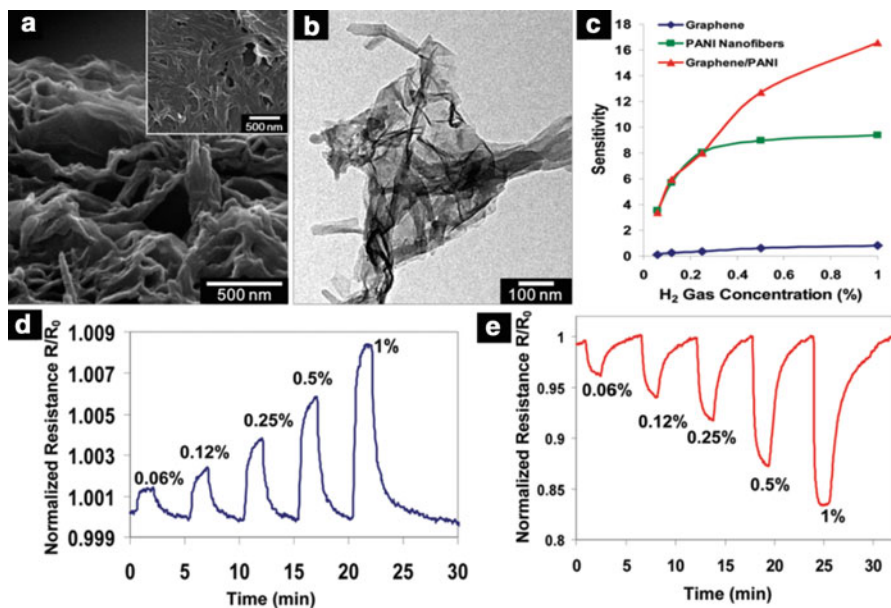 a
500 nm
500 nm
b
100 nm
c
Graphene
PANI Nanofibers
Graphene/PANI
18
16
14
12
10
8
6
4
2
0
Sensitivity
0 0.2 0.4 0.6 0.8 1
H₂ Gas Concentration (%)
d
1.009
1.007
1.005
1.003
1.001
0.999
Normalized Resistance R/R₀
0.06%
0.12%
0.25%
0.5%
1%
0 5 10 15 20 25 30
Time (min)
e
1
0.95
0.9
0.85
0.8
Normalized Resistance R/R₀
0.06%
0.12%
0.25%
0.5%
1%
0 5 10 15 20 25 30
Time (min)